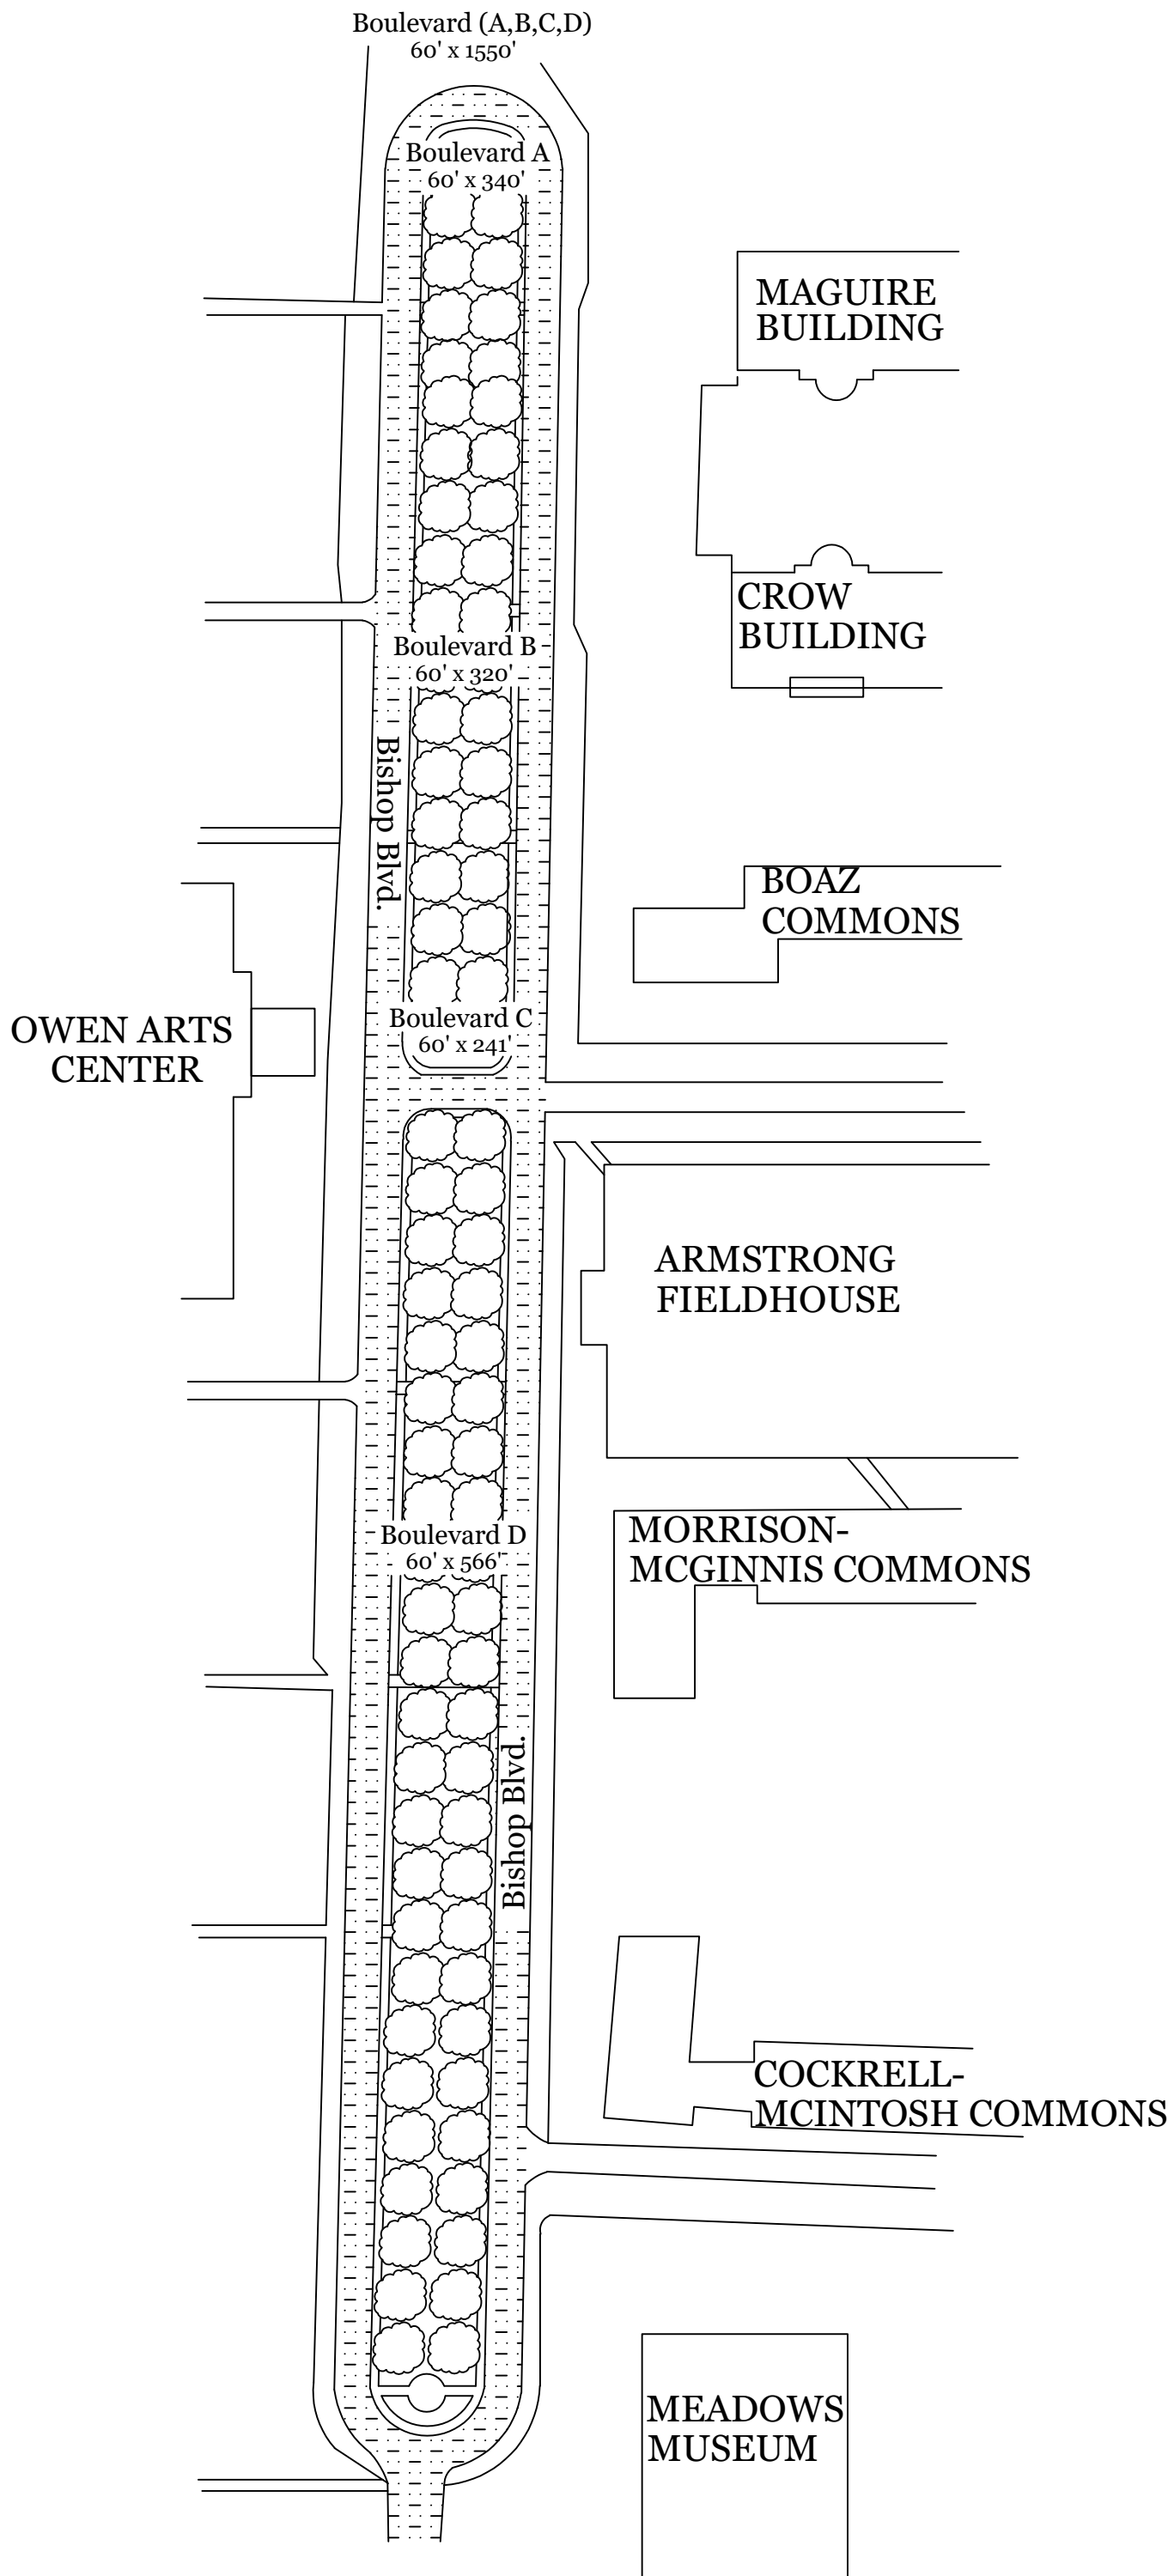 Boulevard (A,B,C,D)
60' x 1550'
Boulevard A
60' x 340'
MAGUIRE
BUILDING
CROW
BUILDING
Boulevard B
60' x 320'
Bishop Blvd.
BOAZ
COMMONS
OWEN ARTS
CENTER
Boulevard C
60' x 241'
ARMSTRONG
FIELDHOUSE
Boulevard D
60' x 566'
MORRISON-
MCGINNIS COMMONS
Bishop Blvd.
COCKRELL-
MCINTOSH COMMONS
MEADOWS
MUSEUM